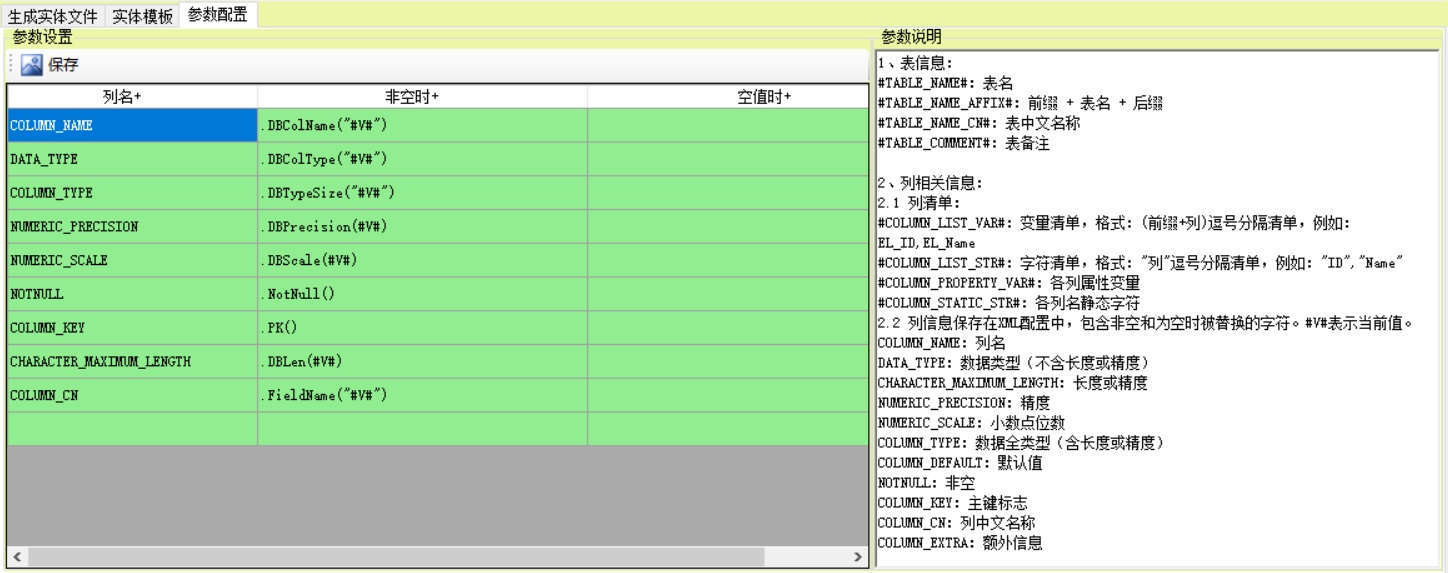 生成实体文件 实体模板 参数配置
参数设置
保存
列名+ 非空时+ 空值时+
COLUMN_NAME .DBColName("#V#")
DATA_TYPE .DBColType("#V#")
COLUMN_TYPE .DBTypeSize("#V#")
NUMERIC_PRECISION .DBPrecision(#V#)
NUMERIC_SCALE .DBScale(#V#)
NOTNULL .NotNull()
COLUMN_KEY .PK()
CHARACTER_MAXIMUM_LENGTH .DBLen(#V#)
COLUMN_CN .FieldName("#V#")
参数说明
1、表信息:
#TABLE_NAME#: 表名
#TABLE_NAME_AFFIX#: 前缀 + 表名 + 后缀
#TABLE_NAME_CN#: 表中文名称
#TABLE_COMMENT#: 表备注
2、列相关信息:
2.1 列清单:
#COLUMN_LIST_VAR#: 变量清单，格式: (前缀+列)逗号分隔清单，例如:
EL_ID,EL_Name
#COLUMN_LIST_STR#: 字符清单，格式: "列"逗号分隔清单，例如: "ID","Name"
#COLUMN_PROPERTY_VAR#: 各列属性变量
#COLUMN_STATIC_STR#: 各列名静态字符
2.2 列信息保存在XML配置中，包含非空和为空时被替换的字符。#V#表示当前值。
COLUMN_NAME: 列名
DATA_TYPE: 数据类型（不含长度或精度）
CHARACTER_MAXIMUM_LENGTH: 长度或精度
NUMERIC_PRECISION: 精度
NUMERIC_SCALE: 小数点位数
COLUMN_TYPE: 数据全类型（含长度或精度）
COLUMN_DEFAULT: 默认值
NOTNULL: 非空
COLUMN_KEY: 主键标志
COLUMN_CN: 列中文名称
COLUMN_EXTRA: 额外信息